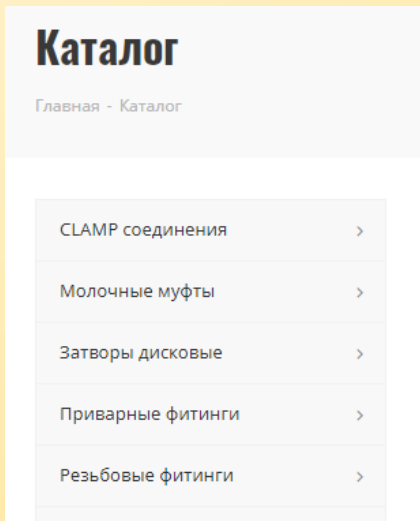 Каталог
Главная - Каталог
CLAMP соединения
Молочные муфты
Затворы дисковые
Приварные фитинги
Резьбовые фитинги